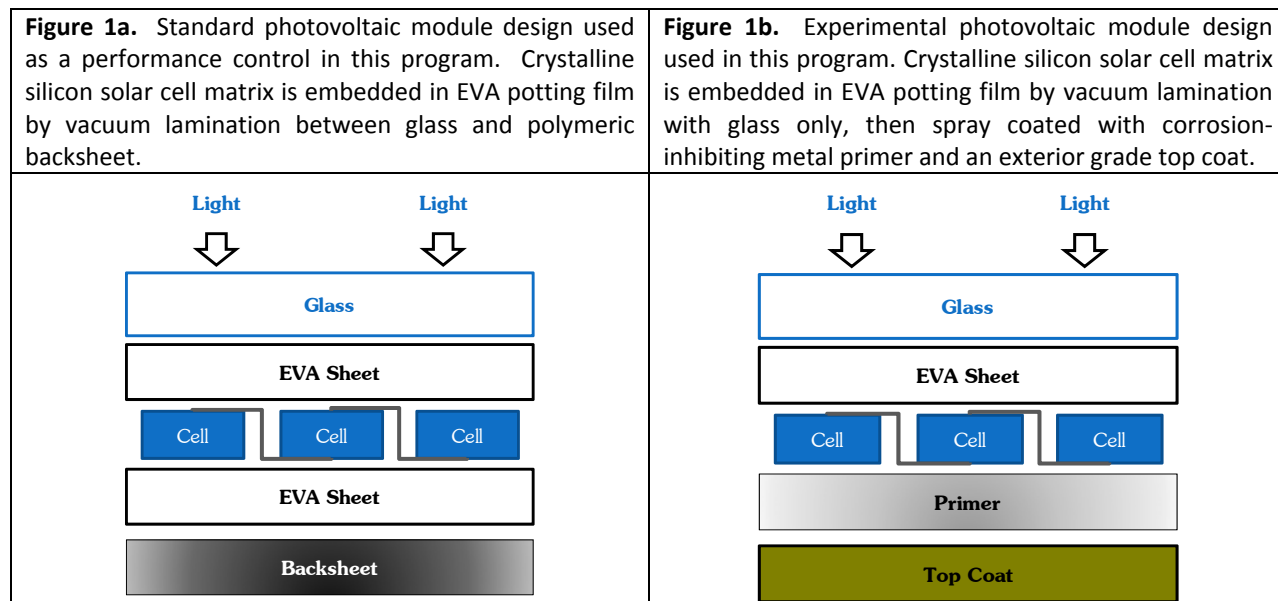 Figure 1a. Standard photovoltaic module design used
as a performance control in this program. Crystalline
silicon solar cell matrix is embedded in EVA potting film
by vacuum lamination between glass and polymeric
backsheet.
Figure 1b. Experimental photovoltaic module design
used in this program. Crystalline silicon solar cell matrix
is embedded in EVA potting film by vacuum lamination
with glass only, then spray coated with corrosion-
inhibiting metal primer and an exterior grade top coat.
Light Light
Glass
EVA Sheet
Cell Cell Cell
EVA Sheet
Backsheet
Light Light
Glass
EVA Sheet
Cell Cell Cell
Primer
Top Coat